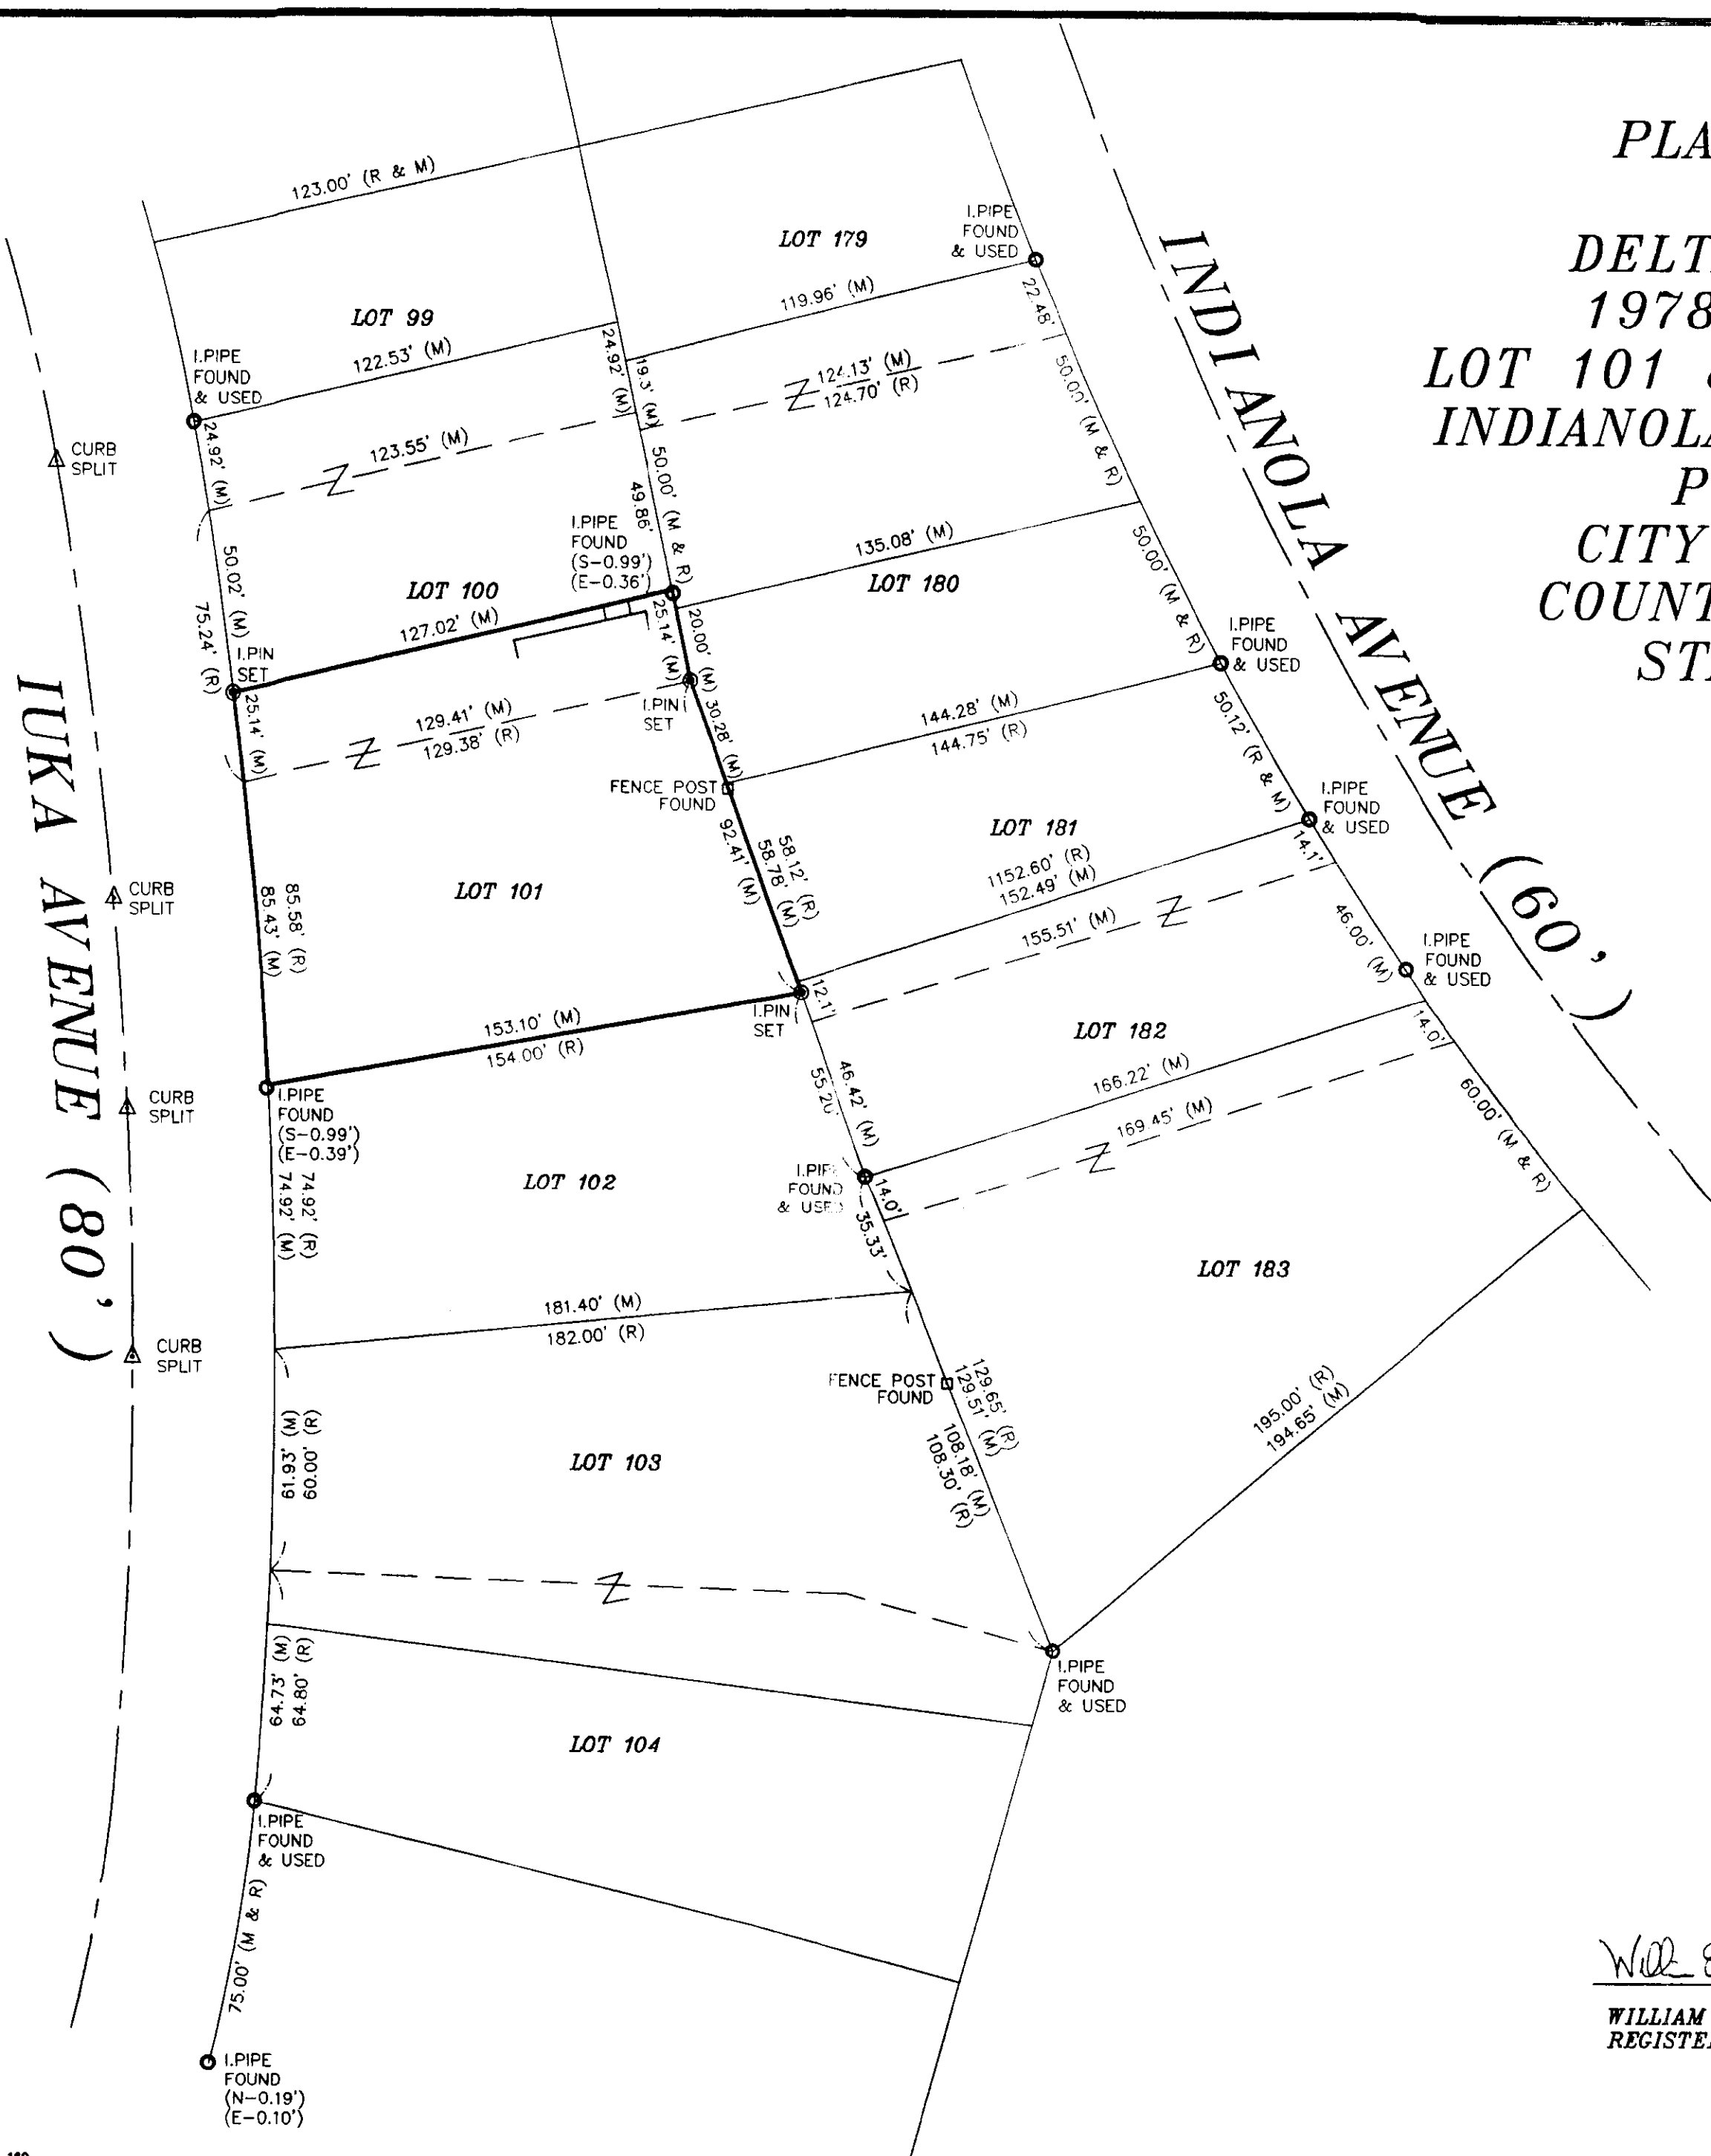 PLA
DELT
1978
LOT 101
INDIANOLA
P
CITY
COUNT
ST
123.00' (R & M)
LOT 179
I.PIPE
FOUND
& USED
119.96' (M)
22.48'
LOT 99
122.53' (M)
I.PIPE
FOUND
& USED
24.92' (M)
19.3' (M)
124.13' (M)
124.70' (R)
123.55' (M)
24.92' (M)
50.00' (M & R)
INDIANOLA AVENUE (60')
CURB
SPLIT
50.00' (M & R)
49.86'
I.PIPE
FOUND
(S-0.99')
(E-0.36')
135.08' (M)
LOT 180
50.00' (M & R)
50.02' (M)
75.24' (R)
LOT 100
127.02' (M)
25.14' (M)
20.00' (M)
I.PIPE
FOUND
& USED
I.PIN
SET
25.14' (M)
I.PIN
SET
129.41' (M)
129.38' (R)
30.28' (M)
144.28' (M)
144.75' (R)
50.12' (R & M)
FENCE POST
FOUND
I.PIPE
FOUND
& USED
LOT 181
14.1'
IUKA AVENUE (80')
58.12' (R)
58.78' (M)
92.41' (M)
1152.60' (R)
152.49' (M)
CURB
SPLIT
LOT 101
85.58' (R)
85.43' (M)
155.51' (M)
46.00' (M)
I.PIPE
FOUND
& USED
12.1'
I.PIN
SET
153.10' (M)
154.00' (R)
LOT 182
14.0'
166.22' (M)
46.42' (M)
55.20'
CURB
SPLIT
I.PIPE
FOUND
(S-0.99')
(E-0.39')
169.45' (M)
60.00' (M & R)
LOT 102
I.PIPE
FOUND
& USED
14.0'
35.33'
74.92' (R)
74.92' (M)
LOT 183
181.40' (M)
182.00' (R)
CURB
SPLIT
FENCE POST
FOUND
129.65' (R)
129.51' (M)
108.18' (M)
108.30' (R)
195.00' (R)
194.65' (M)
61.93' (M)
60.00' (R)
LOT 103
64.73' (M)
64.80' (R)
I.PIPE
FOUND
& USED
LOT 104
I.PIPE
FOUND
& USED
75.00' (M & R)
I.PIPE
FOUND
(N-0.19')
(E-0.10')
WILLIAM
REGISTE